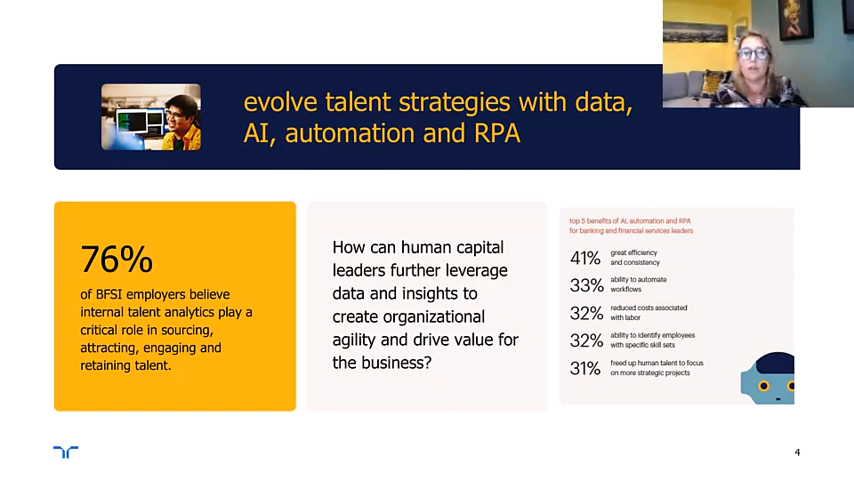 evolve talent strategies with data,
AI, automation and RPA
76%
of BFSI employers believe
internal talent analytics play a
critical role in sourcing,
attracting, engaging and
retaining talent.
How can human capital
leaders further leverage
data and insights to
create organizational
agility and drive value for
the business?
top 5 benefits of AI, automation and RPA
for banking and financial services leaders
41% great efficiency
and consistency
33% ability to automate
workflows
32% reduced costs associated
with labor
32% ability to identify employees
with specific skill sets
31% freed up human talent to focus
on more strategic projects
4